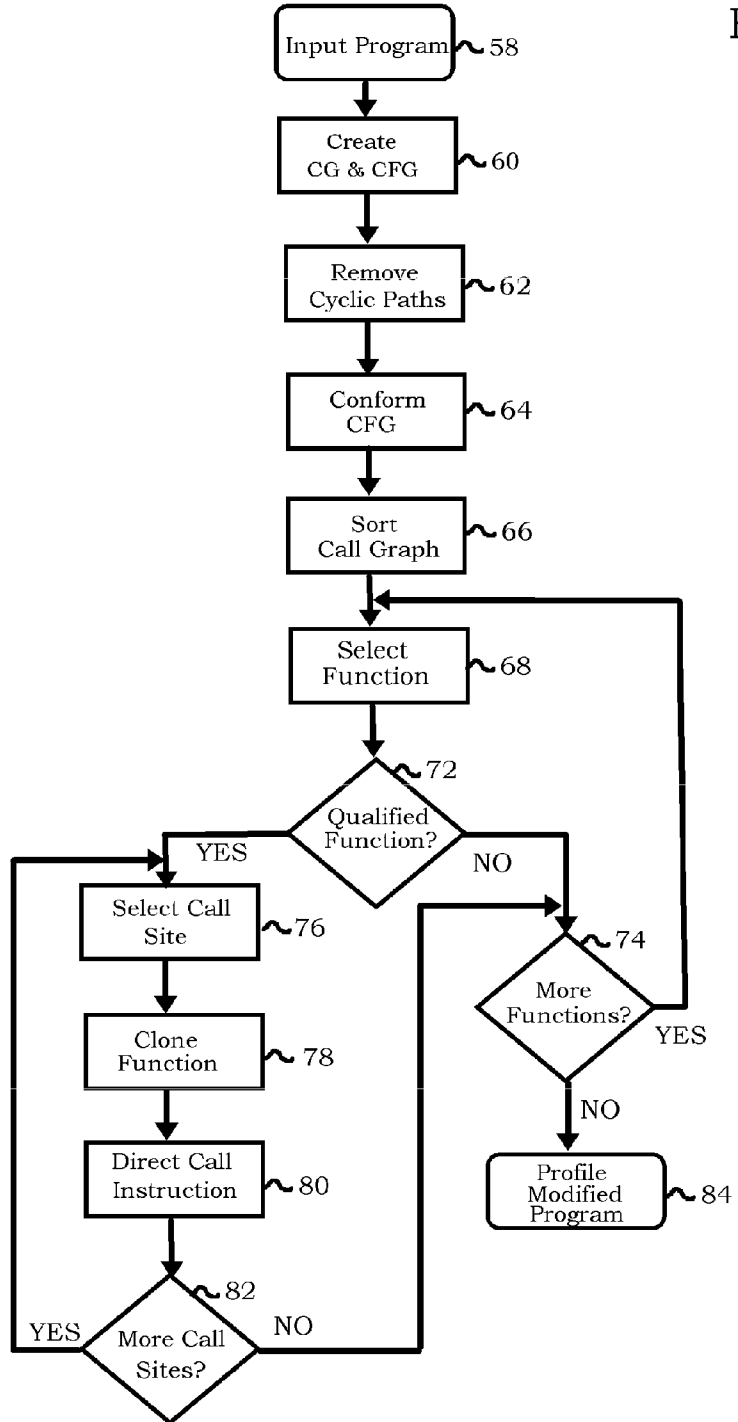 Input Program
58
Create
CG & CFG
60
Remove
Cyclic Paths
62
Conform
CFG
64
Sort
Call Graph
66
Select
Function
68
72
Qualified
Function?
YES
NO
Select Call
Site
76
74
More
Functions?
YES
Clone
Function
78
NO
Direct Call
Instruction
80
Profile
Modified
Program
84
82
YES
NO
More Call
Sites?